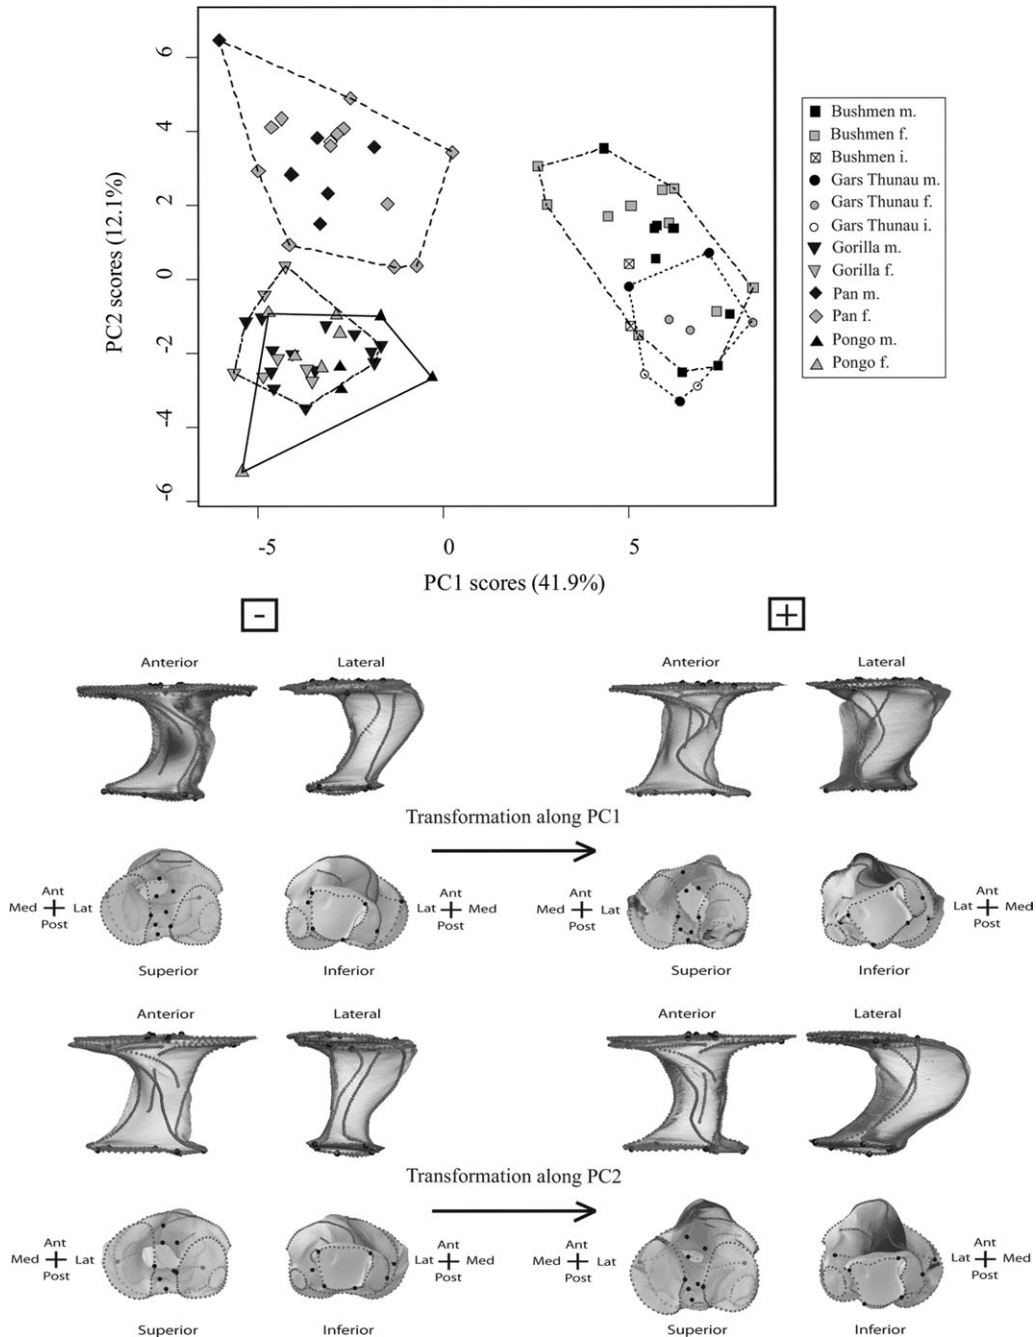 6
4
2
0
-2
-4
-6
PC2 scores (12.1%)
-5 0 5
PC1 scores (41.9%)
Bushmen m.
Bushmen f.
Bushmen i.
Gars Thunau m.
Gars Thunau f.
Gars Thunau i.
Gorilla m.
Gorilla f.
Pan m.
Pan f.
Pongo m.
Pongo f.
- +
Anterior Lateral Anterior Lateral
Transformation along PC1
Ant
Med Lat
Post
Ant
Lat Med
Post
Ant
Med Lat
Post
Ant
Lat Med
Post
Superior Inferior Superior Inferior
Anterior Lateral Anterior Lateral
Transformation along PC2
Ant
Med Lat
Post
Ant
Lat Med
Post
Ant
Med Lat
Post
Ant
Lat Med
Post
Superior Inferior Superior Inferior